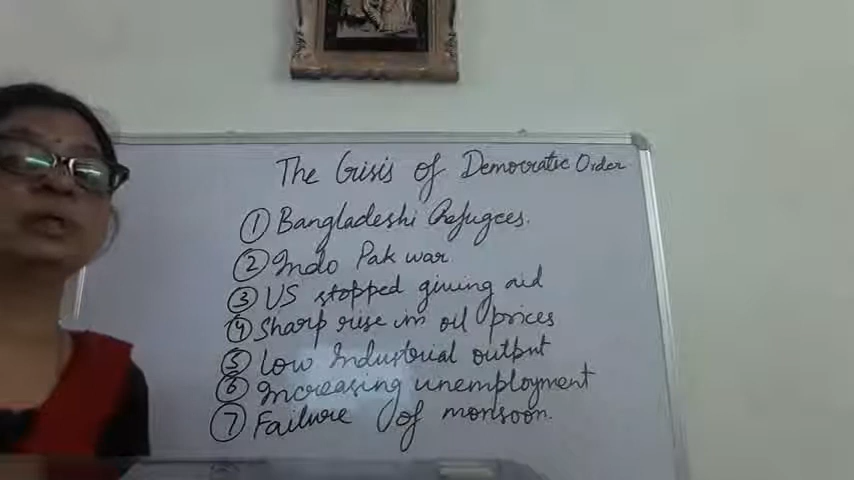 The Crisis of Democratic Order
① Bangladeshi Refugees.
② Indo Pak war.
③ US stopped giving aid
④ Sharp rise in oil prices
⑤ Low Industrial output
⑥ Increasing unemployment
⑦ Failure of monsoon.